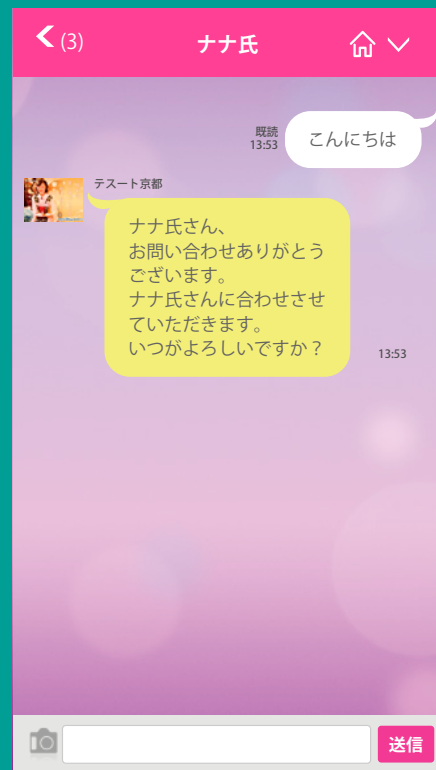 (3)
ナナ氏
既読
13:53
こんにちは
テスート京都
ナナ氏さん、
お問い合わせありがとう
ございます。
ナナ氏さんに合わせさせ
ていただきます。
いつがよろしいですか？
13:53
送信